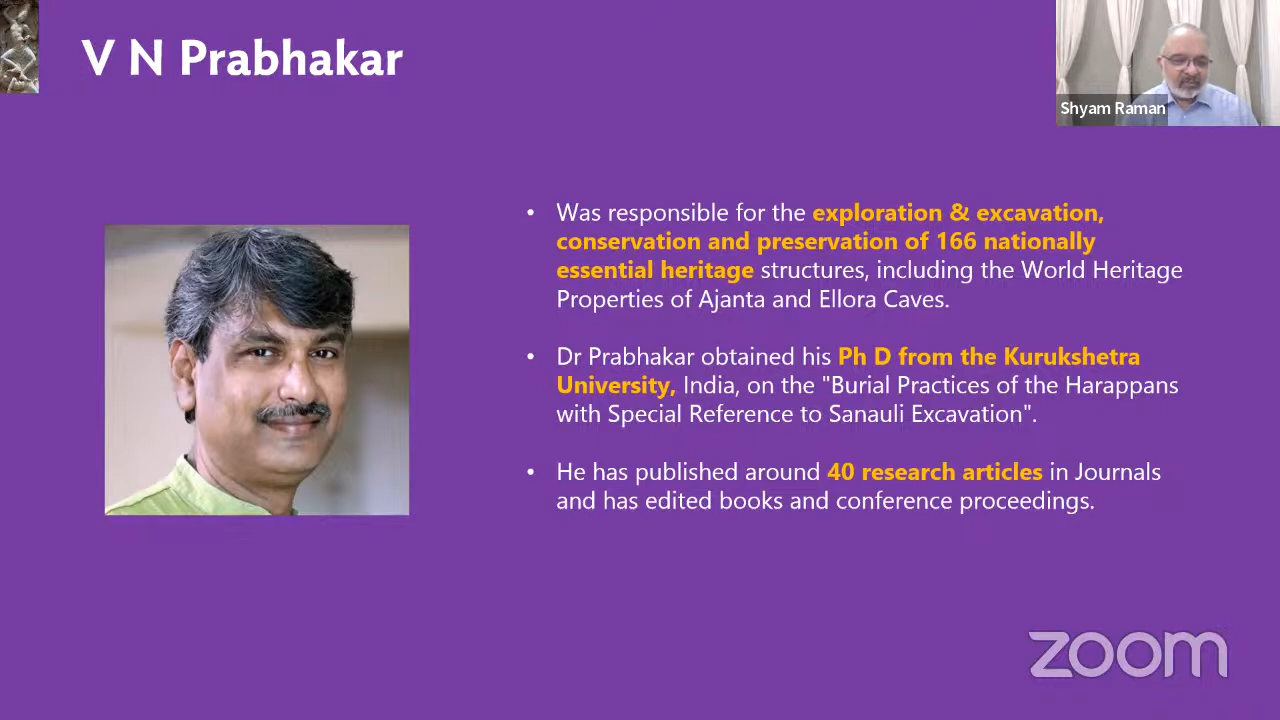 V N Prabhakar
Shyam Raman
• Was responsible for the exploration & excavation,
conservation and preservation of 166 nationally
essential heritage structures, including the World Heritage
Properties of Ajanta and Ellora Caves.
• Dr Prabhakar obtained his Ph D from the Kurukshetra
University, India, on the "Burial Practices of the Harappans
with Special Reference to Sanauli Excavation".
• He has published around 40 research articles in Journals
and has edited books and conference proceedings.
zoom